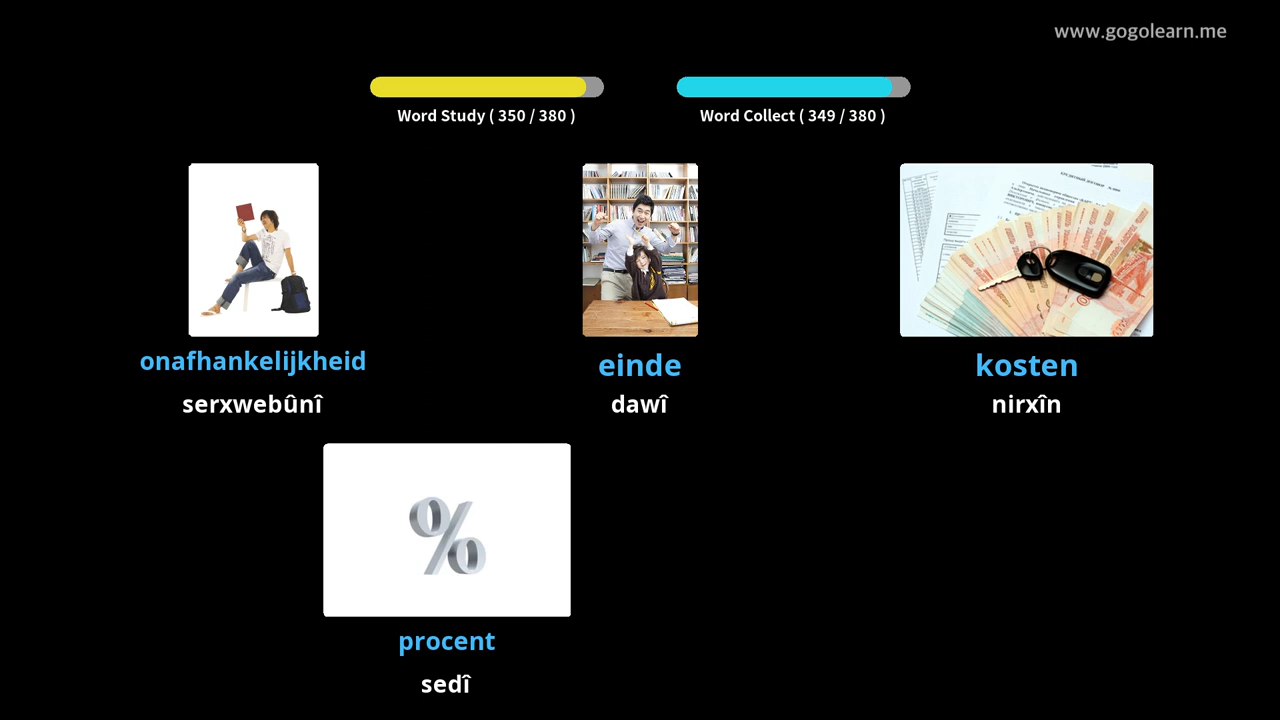 www.gogolearn.me
Word Study ( 350 / 380 )
Word Collect ( 349 / 380 )
onafhankelijkheid
serxwebûnî
einde
dawî
kosten
nirxîn
%
procent
sedî